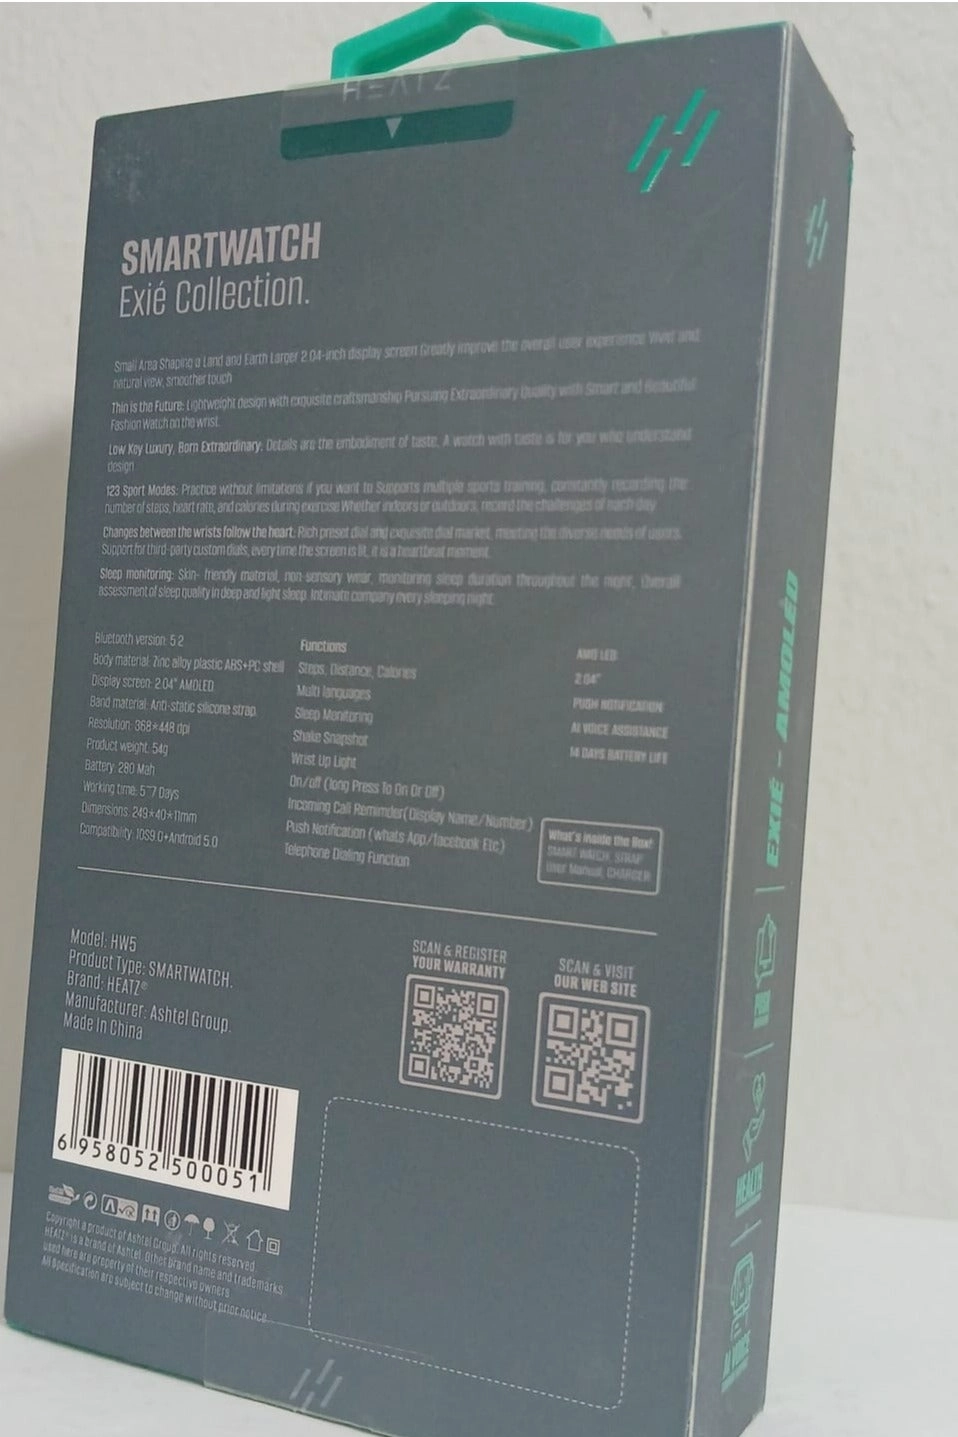 HEATZ
SMARTWATCH
Exié Collection.
Small Area Shaping a Land and Earth Larger 2.04-inch display screen Greatly improve the overall user experience Vivid and
natural view, smoother touch
Thin is the Future: Lightweight design with exquisite craftsmanship Pursuing Extraordinary Quality with Smart and Beautiful
Fashion Watch on the wrist.
Low Key Luxury, Born Extraordinary: Details are the embodiment of taste, A watch with taste is for you who understand
design
123 Sport Modes: Practice without limitations if you want to Supports multiple sports training, constantly recording the
number of steps, heart rate, and calories during exercise Whether indoors or outdoors, record the challenges of each day
Changes between the wrists follow the heart: Rich preset dial and exquisite dial market, meeting the diverse needs of users.
Support for third-party custom dials, every time the screen is lit, it is a heartbeat moment.
Sleep monitoring: Skin- friendly material, non-sensory wear, monitoring sleep duration throughout the night, Overall
assessment of sleep quality in deep and light sleep. Intimate company every sleeping night.
Bluetooth version: 5.2
Body material: Zinc alloy plastic ABS+PC shell
Display screen: 2.04" AMOLED
Band material: Anti-static silicone strap.
Resolution: 368*448 dpi
Product weight: 54g
Battery: 280 Mah
Working time: 5~7 Days
Dimensions: 249*40*11mm
Compatibility: IOS9.0+Android 5.0
Functions
Steps, Distance, Calories
Multi languages
Sleep Monitoring
Shake Snapshot
Wrist Up Light
On/off (long Press To On Or Off)
Incoming Call Remimder(Display Name/Number)
Push Notification (whats App/facebook Etc)
Telephone Dialing Function
AMO LED
2.04"
PUSH NOTIFICATION
AI VOICE ASSISTANCE
14 DAYS BATTERY LIFE
What's inside the Box!
SMART WATCH, STRAP
User Manual, CHARGER
Model: HW5
Product Type: SMARTWATCH.
Brand: HEATZ®
Manufacturer: Ashtel Group.
Made In China
SCAN & REGISTER
YOUR WARRANTY
SCAN & VISIT
OUR WEB SITE
6 958052 500051
Copyright a product of Ashtel Group. All rights reserved
HEATZ® is a brand of Ashtel. Other brand name and trademarks
used here are property of their respective owners
All specification are subject to change without prior notice.
EXIÉ - AMOLED
HEALTH
AI VOICE